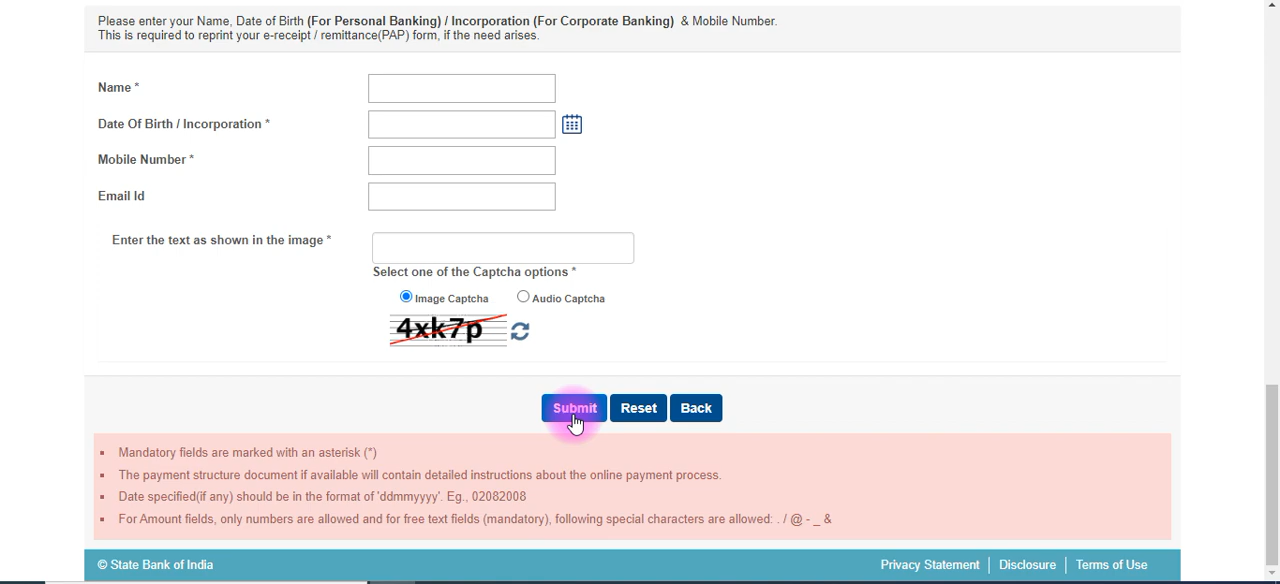 Please enter your Name, Date of Birth (For Personal Banking) / Incorporation (For Corporate Banking) & Mobile Number.
This is required to reprint your e-receipt / remittance(PAP) form, if the need arises.
Name *
Date Of Birth / Incorporation *
Mobile Number *
Email Id
Enter the text as shown in the image *
Select one of the Captcha options *
Image Captcha Audio Captcha
4xk7p
Submit Reset Back
Mandatory fields are marked with an asterisk (*)
The payment structure document if available will contain detailed instructions about the online payment process.
Date specified(if any) should be in the format of 'ddmmyyyy'. Eg., 02082008
For Amount fields, only numbers are allowed and for free text fields (mandatory), following special characters are allowed: . / @ - _ &
© State Bank of India Privacy Statement Disclosure Terms of Use